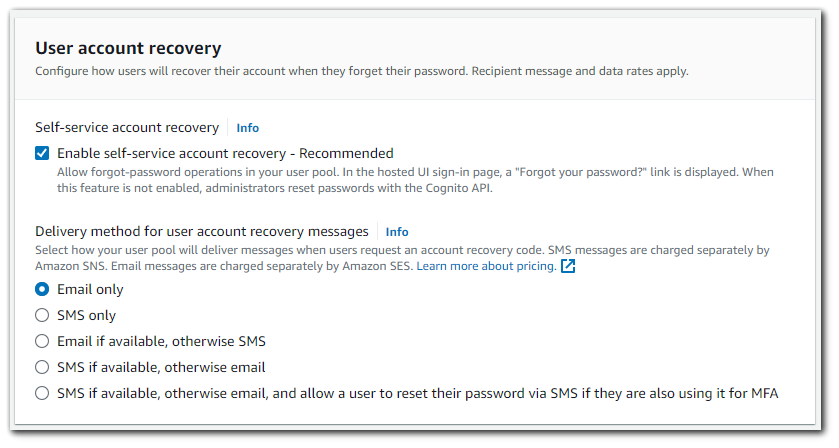 User account recovery
Configure how users will recover their account when they forget their password. Recipient message and data rates apply.
Self-service account recovery Info
Enable self-service account recovery - Recommended
Allow forgot-password operations in your user pool. In the hosted UI sign-in page, a "Forgot your password?" link is displayed. When
this feature is not enabled, administrators reset passwords with the Cognito API.
Delivery method for user account recovery messages Info
Select how your user pool will deliver messages when users request an account recovery code. SMS messages are charged separately by
Amazon SNS. Email messages are charged separately by Amazon SES. Learn more about pricing.
Email only
SMS only
Email if available, otherwise SMS
SMS if available, otherwise email
SMS if available, otherwise email, and allow a user to reset their password via SMS if they are also using it for MFA